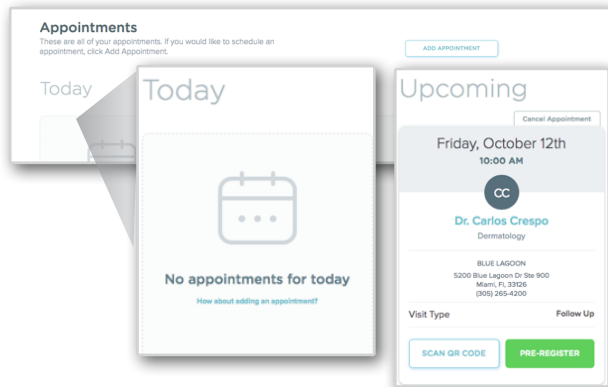 Appointments
These are all of your appointments. If you would like to schedule an
appointment, click Add Appointment.
ADD APPOINTMENT
Today
Today
No appointments for today
How about adding an appointment?
Upcoming
Cancel Appointment
Friday, October 12th
10:00 AM
CC
Dr. Carlos Crespo
Dermatology
BLUE LAGOON
5200 Blue Lagoon Dr Ste 900
Miami, Fl, 33126
(305) 265-4200
Visit Type Follow Up
SCAN QR CODE PRE-REGISTER